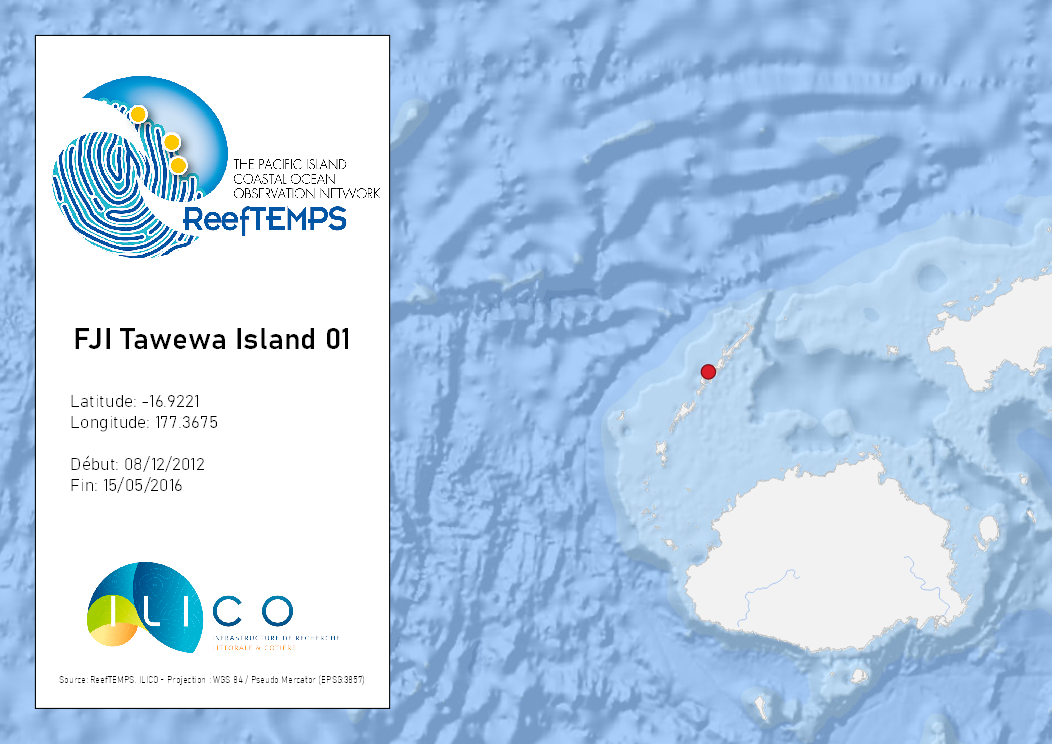 THE PACIFIC ISLAND
COASTAL OCEAN
OBSERVATION NETWORK
ReefTEMPS
FJI Tawewa Island 01
Latitude: -16.9221
Longitude: 177.3675
Début: 08/12/2012
Fin: 15/05/2016
ILICO
INFRASTRUCTURE DE RECHERCHE
LITTORALE & COTIERE
Source: ReefTEMPS, ILICO - Projection : WGS 84 / Pseudo Mercator (EPSG:3857)